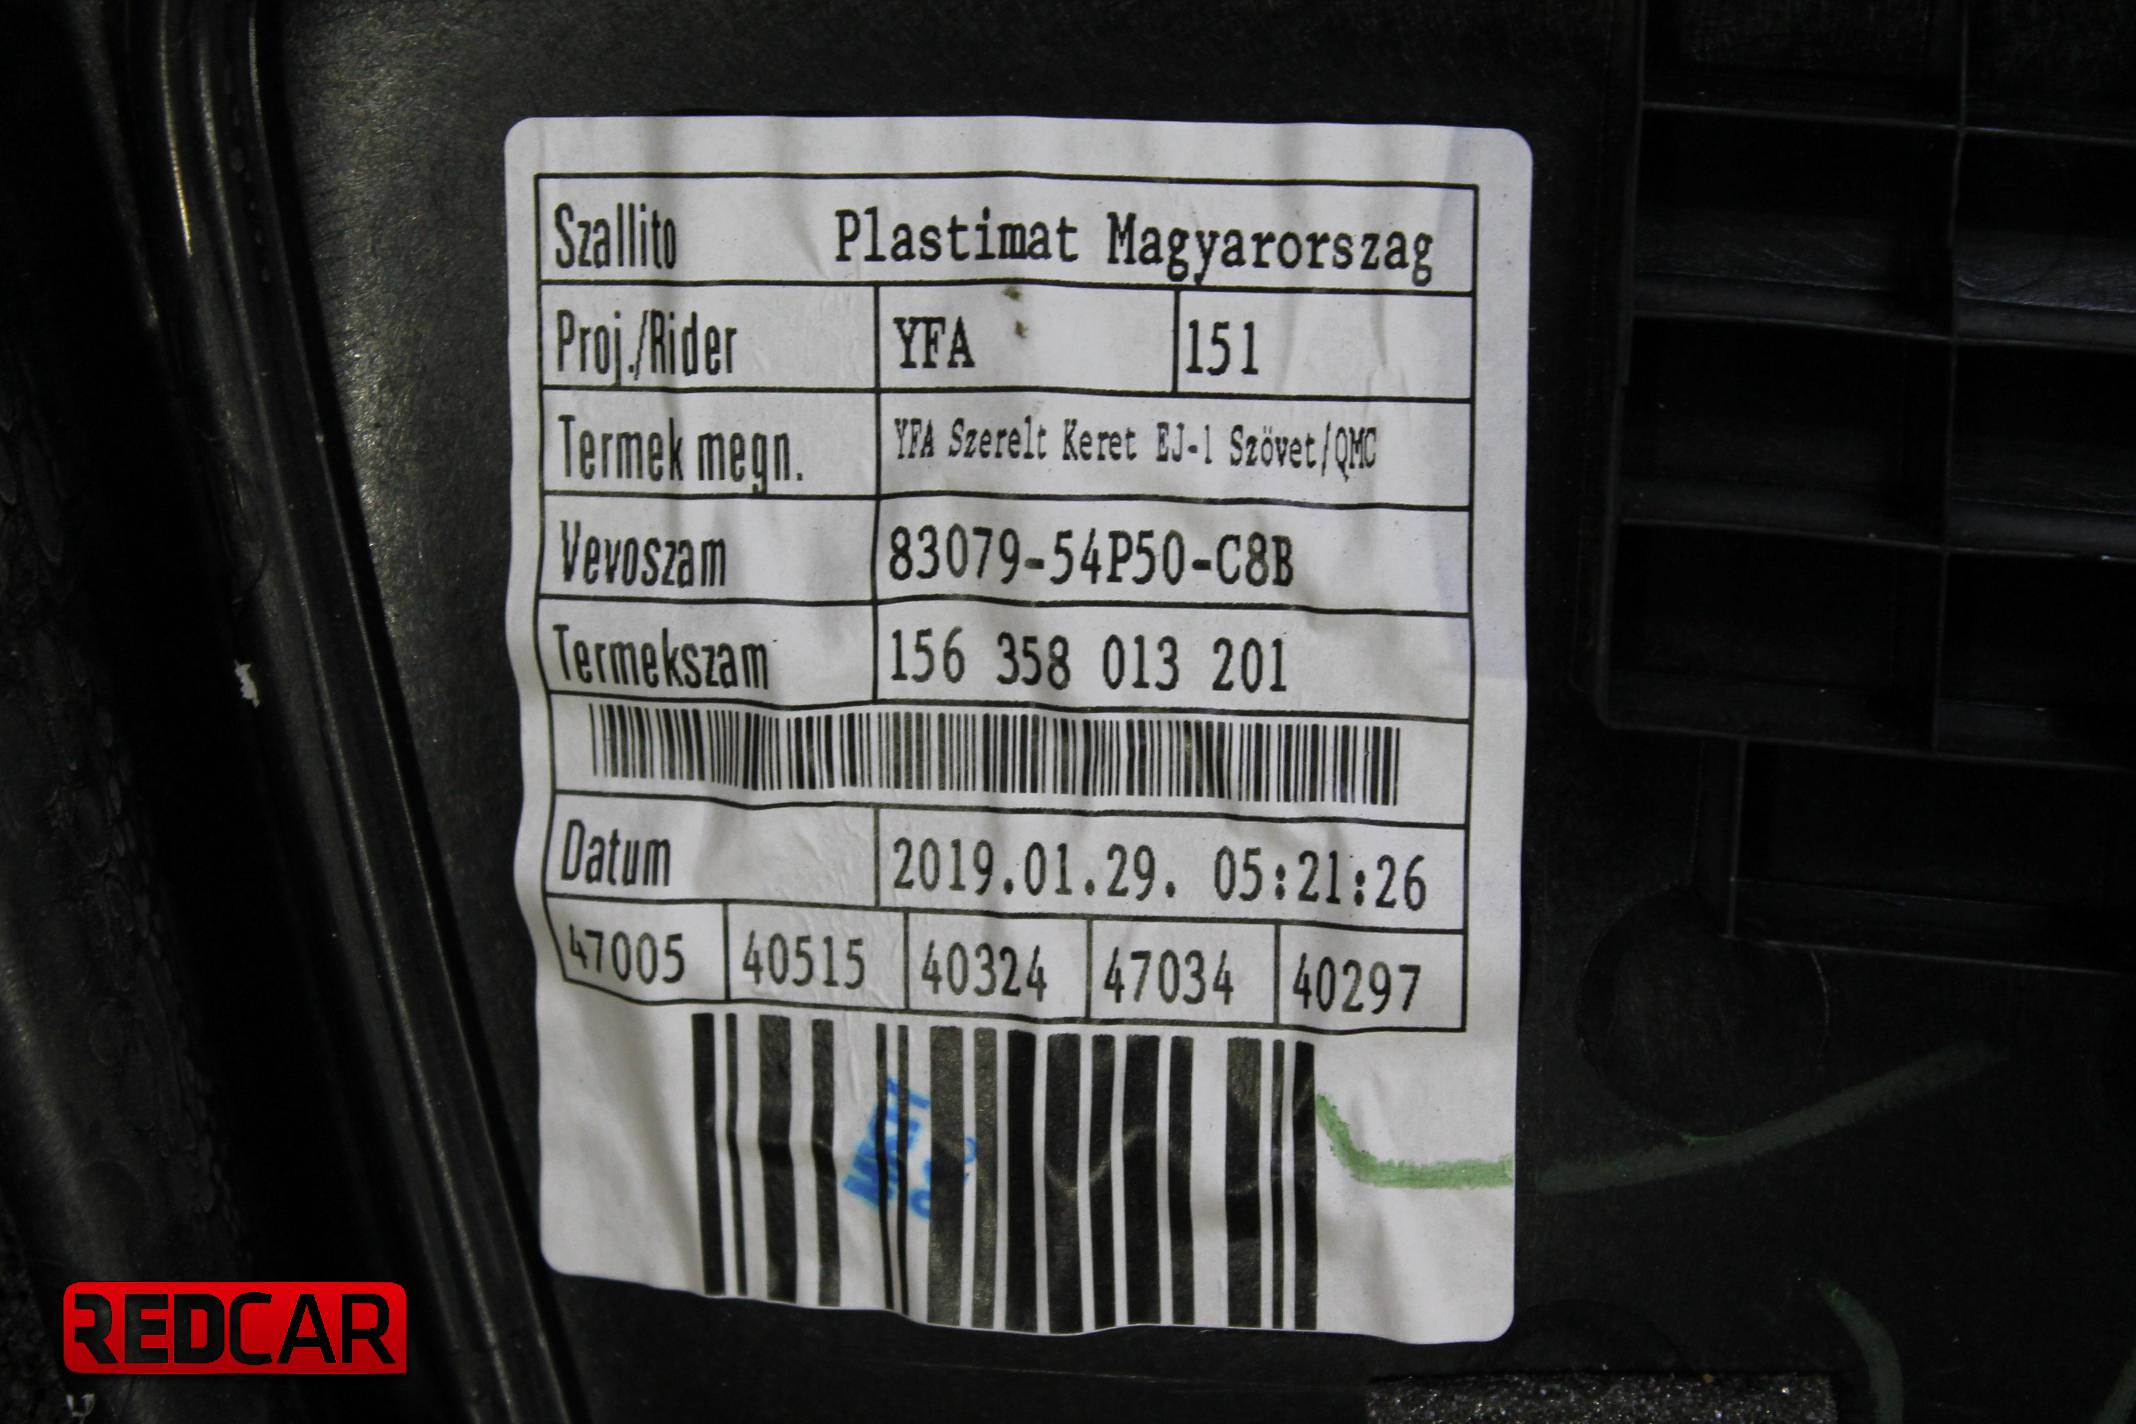 Szallito Plastimat Magyarorszag
Proj./Rider YFA 151
Termek megn. YFA Szerelt Keret EJ-1 Szövet/QMC
Vevoszam 83079-54P50-C8B
Termekszam 156 358 013 201
Datum 2019.01.29. 05:21:26
47005 40515 40324 47034 40297
REDCAR